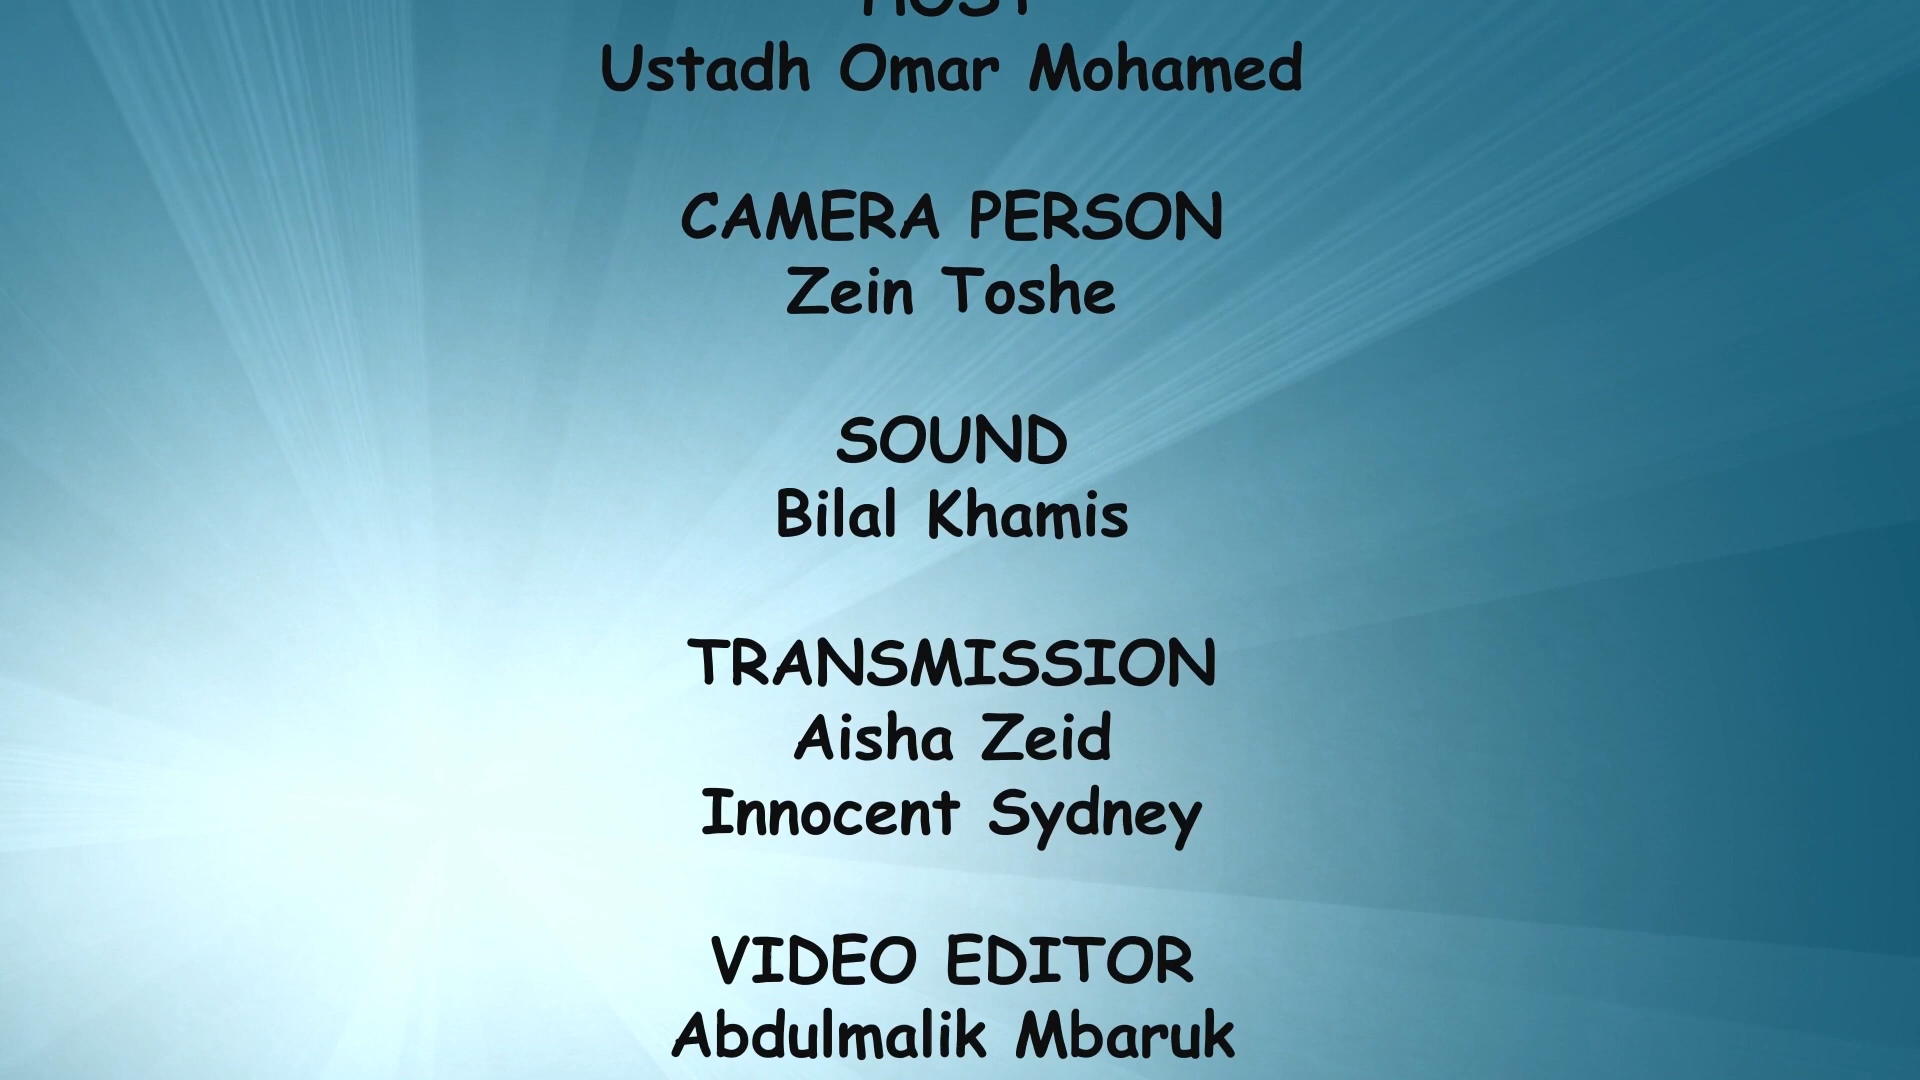 HOST
Ustadh Omar Mohamed
CAMERA PERSON
Zein Toshe
SOUND
Bilal Khamis
TRANSMISSION
Aisha Zeid
Innocent Sydney
VIDEO EDITOR
Abdulmalik Mbaruk